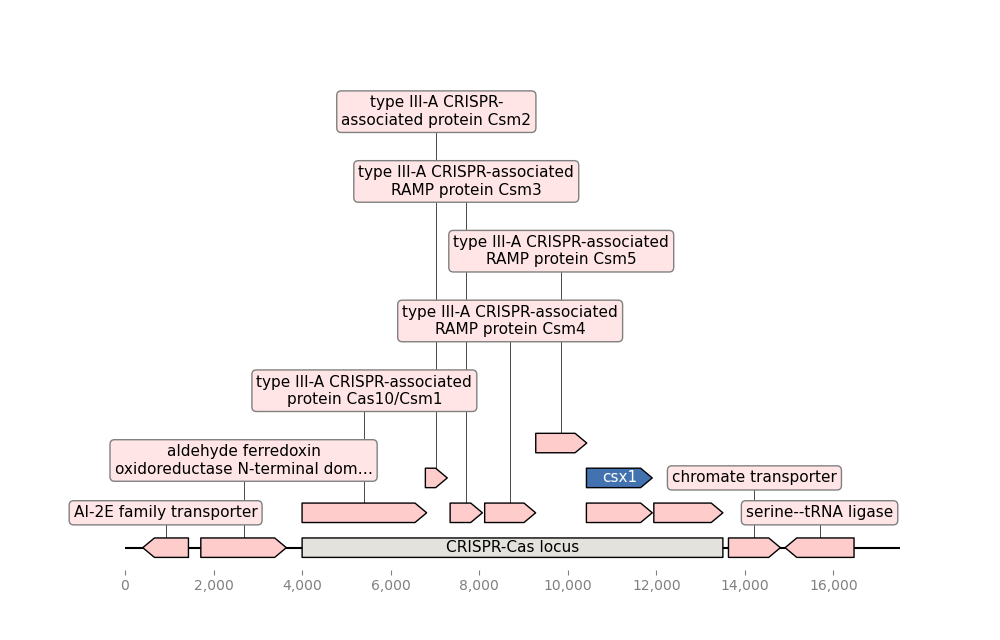 type III-A CRISPR-
associated protein Csm2
type III-A CRISPR-associated
RAMP protein Csm3
type III-A CRISPR-associated
RAMP protein Csm5
type III-A CRISPR-associated
RAMP protein Csm4
type III-A CRISPR-associated
protein Cas10/Csm1
aldehyde ferredoxin
oxidoreductase N-terminal dom...
csx1
chromate transporter
AI-2E family transporter
serine--tRNA ligase
CRISPR-Cas locus
0 2,000 4,000 6,000 8,000 10,000 12,000 14,000 16,000